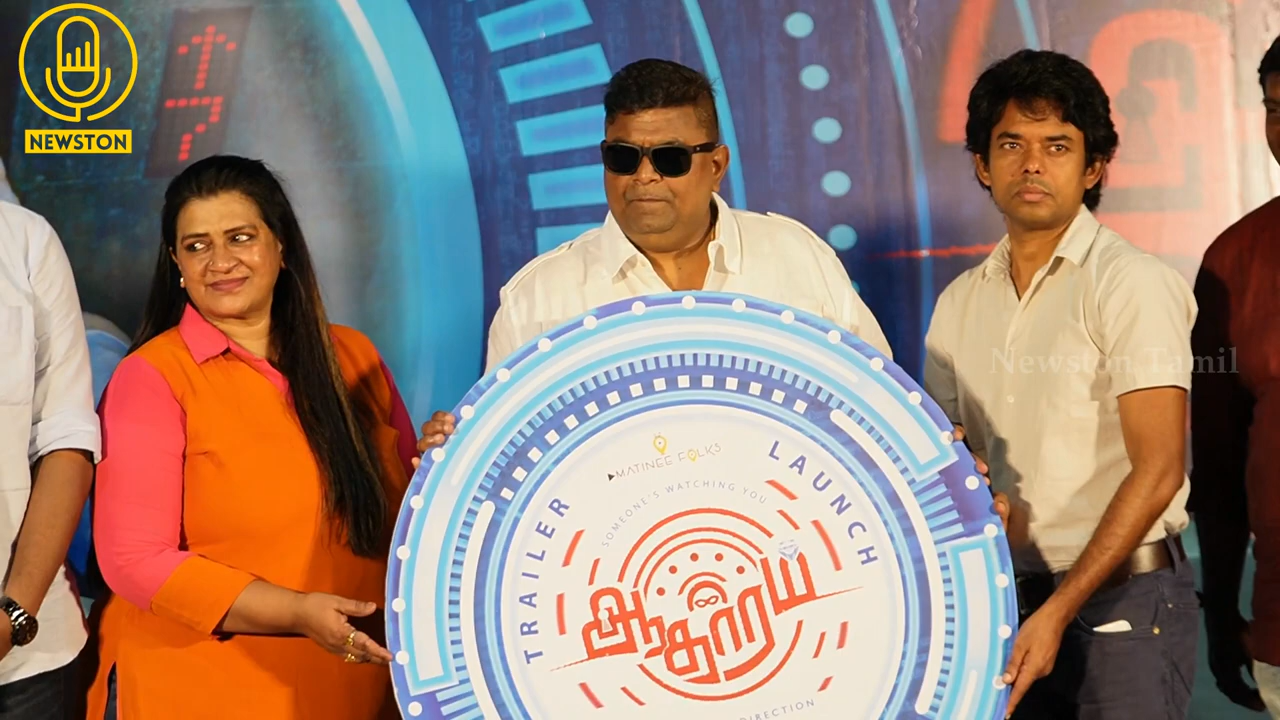 NEWSTON
Newston Tamil
MATINEE FOLKS
TRAILER LAUNCH
SOMEONE'S WATCHING YOU
ஆதாரம்
DIRECTION